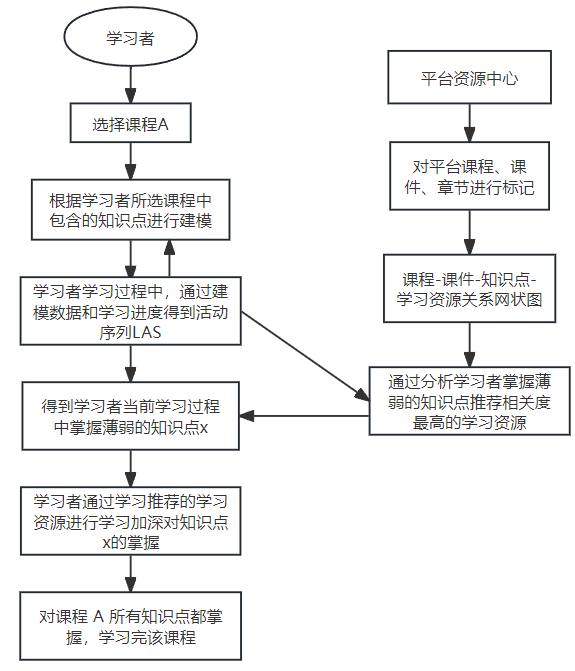 学习者
选择课程A
根据学习者所选课程中
包含的知识点进行建模
学习者学习过程中，通过建
模数据和学习进度得到活动
序列LAS
得到学习者当前学习过程
中掌握薄弱的知识点x
学习者通过学习推荐的学习
资源进行学习加深对知识点
x的掌握
对课程 A 所有知识点都掌
握，学习完该课程
平台资源中心
对平台课程、课
件、章节进行标记
课程-课件-知识点-
学习资源关系网状图
通过分析学习者掌握薄
弱的知识点推荐相关度
最高的学习资源